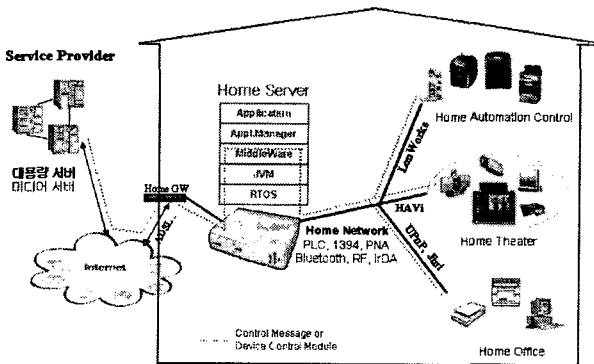 Service Provider
대용량 서버
미디어 서버
Internet
ADSL
Home GW
Home Server
Application
Appl.Manager
MiddleWare
JVM
RTOS
Home Network
PLC, 1394, PNA
Bluetooth, RF, IrDA
LonWorks
HAVi
UPnP, Jini
Home Automation Control
Home Theater
Home Office
Control Message or
Device Control Module